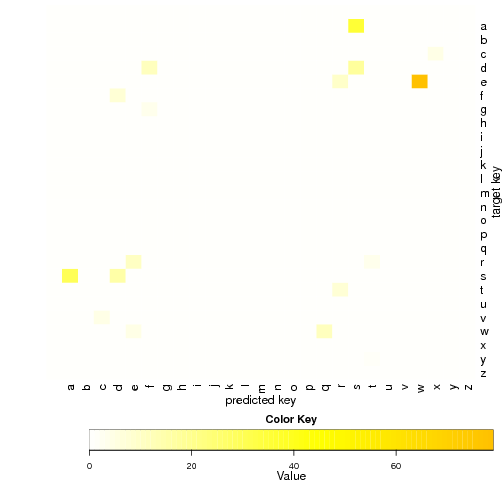 a
b
c
d
e
f
g
h
i
j
k
l
m
n
o
p
q
r
s
t
u
v
w
x
y
z
target key
a b c d e f g h i j k l m n o p q r s t u v w x y z
predicted key
Color Key
0 20 40 60
Value